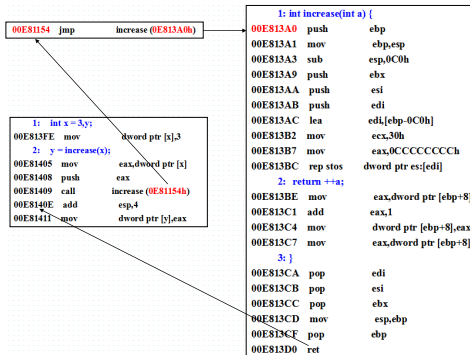 00E81154 jmp increase (0E813A0h)
1: int x = 3,y;
00E813FE mov dword ptr [x],3
2: y = increase(x);
00E81405 mov eax,dword ptr [x]
00E81408 push eax
00E81409 call increase (0E81154h)
00E8140E add esp,4
00E81411 mov dword ptr [y],eax
1: int increase(int a) {
00E813A0 push ebp
00E813A1 mov ebp,esp
00E813A3 sub esp,0C0h
00E813A9 push ebx
00E813AA push esi
00E813AB push edi
00E813AC lea edi,[ebp-0C0h]
00E813B2 mov ecx,30h
00E813B7 mov eax,0CCCCCCCCh
00E813BC rep stos dword ptr es:[edi]
2: return ++a;
00E813BE mov eax,dword ptr [ebp+8]
00E813C1 add eax,1
00E813C4 mov dword ptr [ebp+8],eax
00E813C7 mov eax,dword ptr [ebp+8]
3: }
00E813CA pop edi
00E813CB pop esi
00E813CC pop ebx
00E813CD mov esp,ebp
00E813CF pop ebp
00E813D0 ret